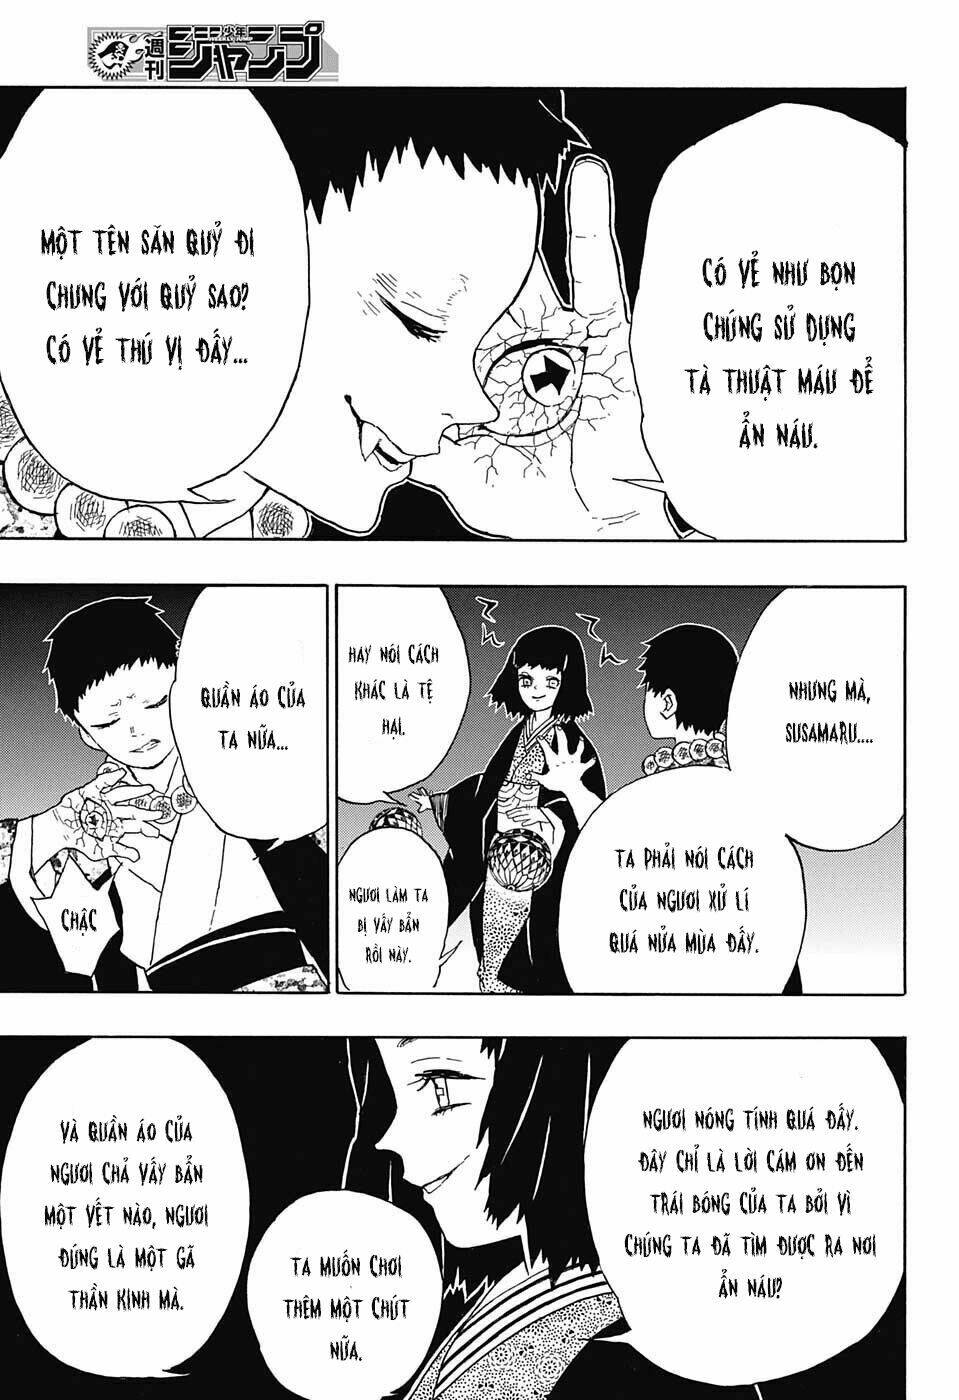 週刊
少年
ジャンプ
WEEKLY JUMP
CÓ VẺ NHƯ BỌN
CHÚNG SỬ DỤNG
TÀ THUẬT MÁU ĐỂ
ẨN NÁU.
MỘT TÊN SĂN QUỶ ĐI
CHUNG VỚI QUỶ SAO?
CÓ VẺ THÚ VỊ ĐẤY...
NHƯNG MÀ,
SUSAMARU....
TA PHẢI NÓI CÁCH
CỦA NGƯƠI XỬ LÍ
QUÁ NỬA MÙA ĐẤY.
てん
てん
HAY NÓI CÁCH
KHÁC LÀ TỆ
HẠI.
NGƯƠI LÀM TA
BỊ VẤY BẨN
RỒI NÀY.
QUẦN ÁO CỦA
TA NỮA...
CHẬC
NGƯƠI NÓNG TÍNH QUÁ ĐẤY.
ĐÂY CHỈ LÀ LỜI CÁM ƠN ĐẾN
TRÁI BÓNG CỦA TA BỞI VÌ
CHÚNG TA ĐÃ TÌM ĐƯỢC RA NƠI
ẨN NÁU?
TA MUỐN CHƠI
THÊM MỘT CHÚT
NỮA.
VÀ QUẦN ÁO CỦA
NGƯƠI CHẢ VẤY BẨN
MỘT VẾT NÀO, NGƯƠI
ĐÚNG LÀ MỘT GÃ
THẦN KINH MÀ.